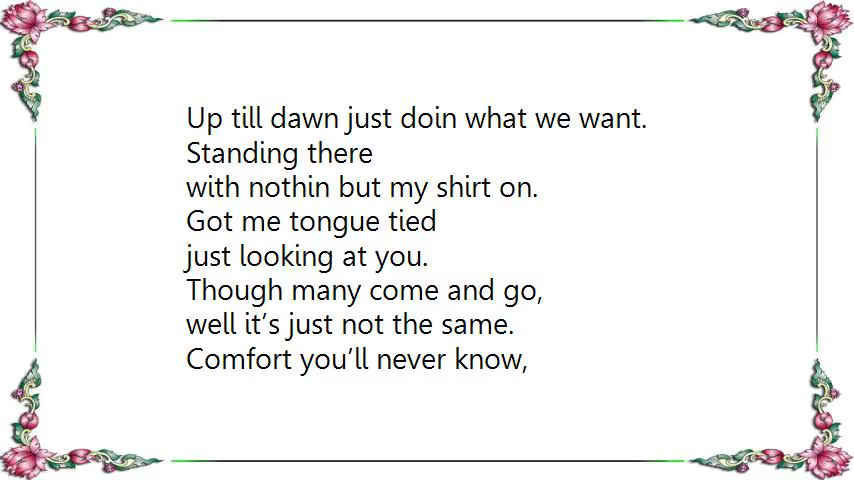 Up till dawn just doin what we want.
Standing there
with nothin but my shirt on.
Got me tongue tied
just looking at you.
Though many come and go,
well it’s just not the same.
Comfort you’ll never know,